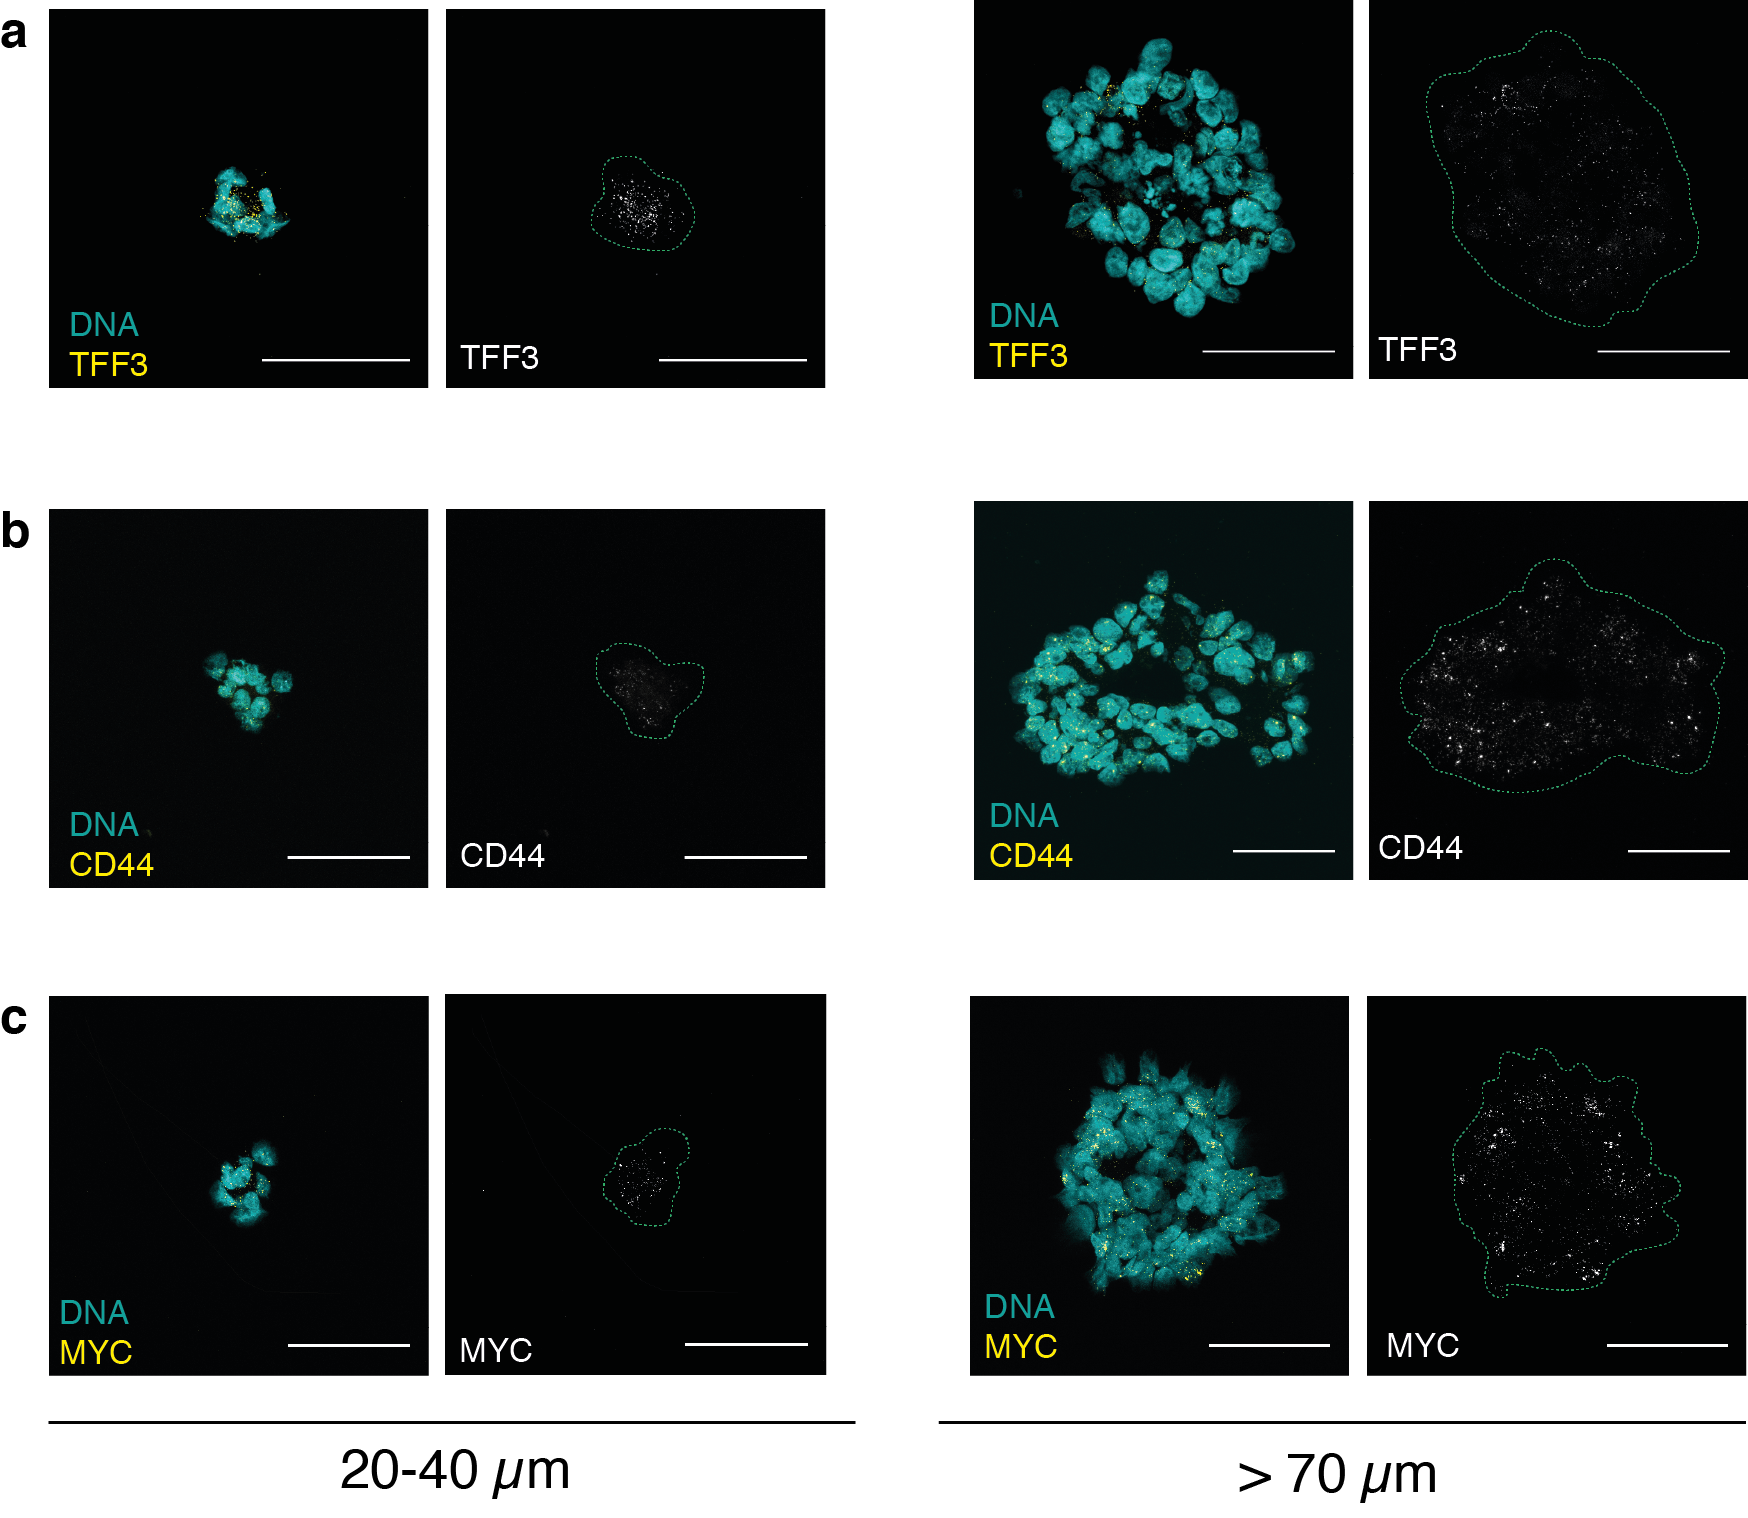 a
DNA
TFF3
TFF3
DNA
TFF3
TFF3
b
DNA
CD44
CD44
DNA
CD44
CD44
c
DNA
MYC
MYC
DNA
MYC
MYC
20-40 µm
> 70 µm